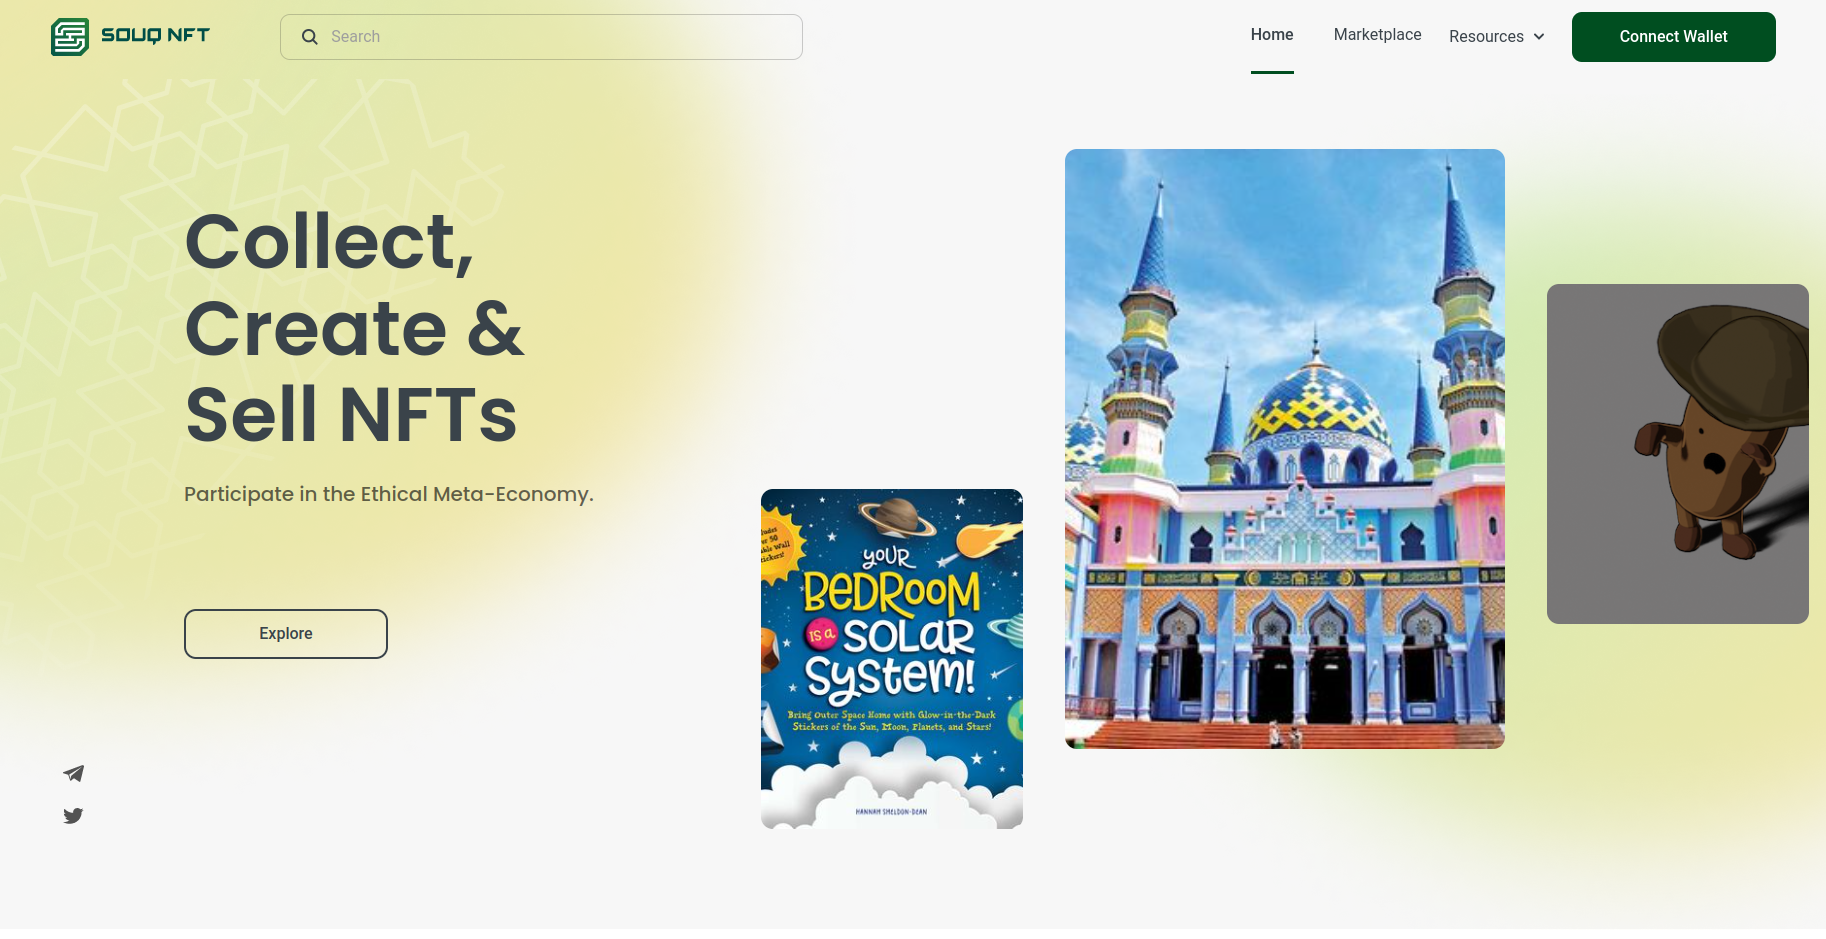 SOUQ NFT
Search
Home
Marketplace
Resources
Connect Wallet
Collect,
Create &
Sell NFTs
Participate in the Ethical Meta-Economy.
Explore
50
Wall
YOUR
BEDROOM
IS a SOLAR
System!
Bring Outer Space Home with Glow-in-the-Dark
Stickers of the Sun, Moon, Planets, and Stars!
HANNAH SHELDON-DEAN